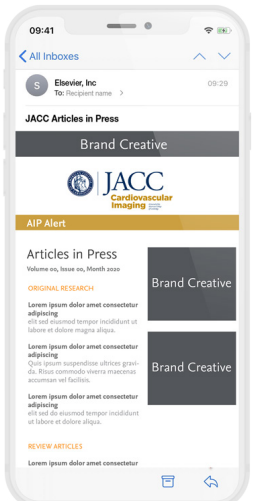 09:41
All Inboxes
S
Elsevier, Inc
09:29
To: Recipient name >
JACC Articles in Press
Brand Creative
JACC
Cardiovascular
Imaging
AIP Alert
Articles in Press
Volume 00, Issue 00, Month 2020
ORIGINAL RESEARCH
Lorem ipsum dolor amet consectetur
adipiscing
elit sed eiusmod tempor incididunt ut
labore et dolore magna aliqua.
Lorem ipsum dolor amet consectetur
adipiscing
Quis ipsum suspendisse ultrices gravi-
da. Risus commodo viverra maecenas
accumsan vel facilisis.
Lorem ipsum dolor amet consectetur
adipiscing
elit sed do eiusmod tempor incididunt
ut labore et dolore aliqua.
REVIEW ARTICLES
Lorem ipsum dolor amet consectetur
Brand Creative
Brand Creative